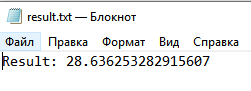 result.txt — Блокнот
Файл Правка Формат Вид Справка
Result: 28.636253282915607